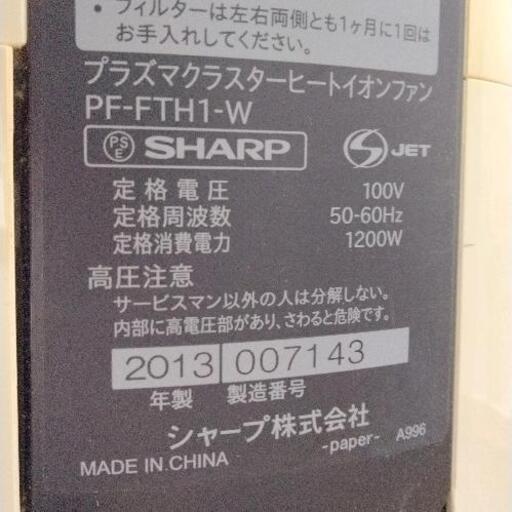 • フィルターは左右両側とも1ヶ月に1回は
お手入れしてください。
プラズマクラスターヒートイオンファン
PF-FTH1-W
PSE SHARP S JET
定格電圧 100V
定格周波数 50-60Hz
定格消費電力 1200W
高圧注意
サービスマン以外の人は分解しない。
内部に高電圧部があり、さわると危険です。
2013 007143
年製 製造番号
シャープ株式会社
-paper- A996
MADE IN CHINA